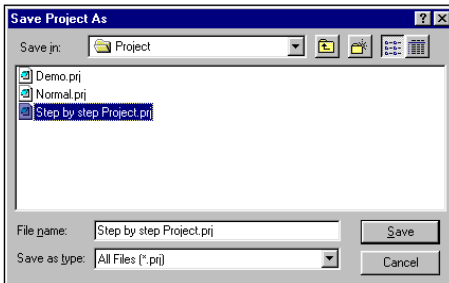 Save Project As
Save in: Project
Demo.prj
Normal.prj
Step by step Project.prj
File name: Step by step Project.prj Save
Save as type: All Files (*.prj) Cancel